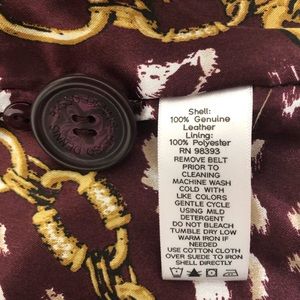 Shell:
100% Genuine
Leather
Lining:
100% Polyester
RN 98393
REMOVE BELT
PRIOR TO
CLEANING
MACHINE WASH
COLD WITH
LIKE COLORS
GENTLE CYCLE
USING MILD
DETERGENT
DO NOT BLEACH
TUMBLE DRY LOW
WARM IRON IF
NEEDED
USE COTTON CLOTH
OVER SUEDE TO IRON
SHELL DIRECTLY